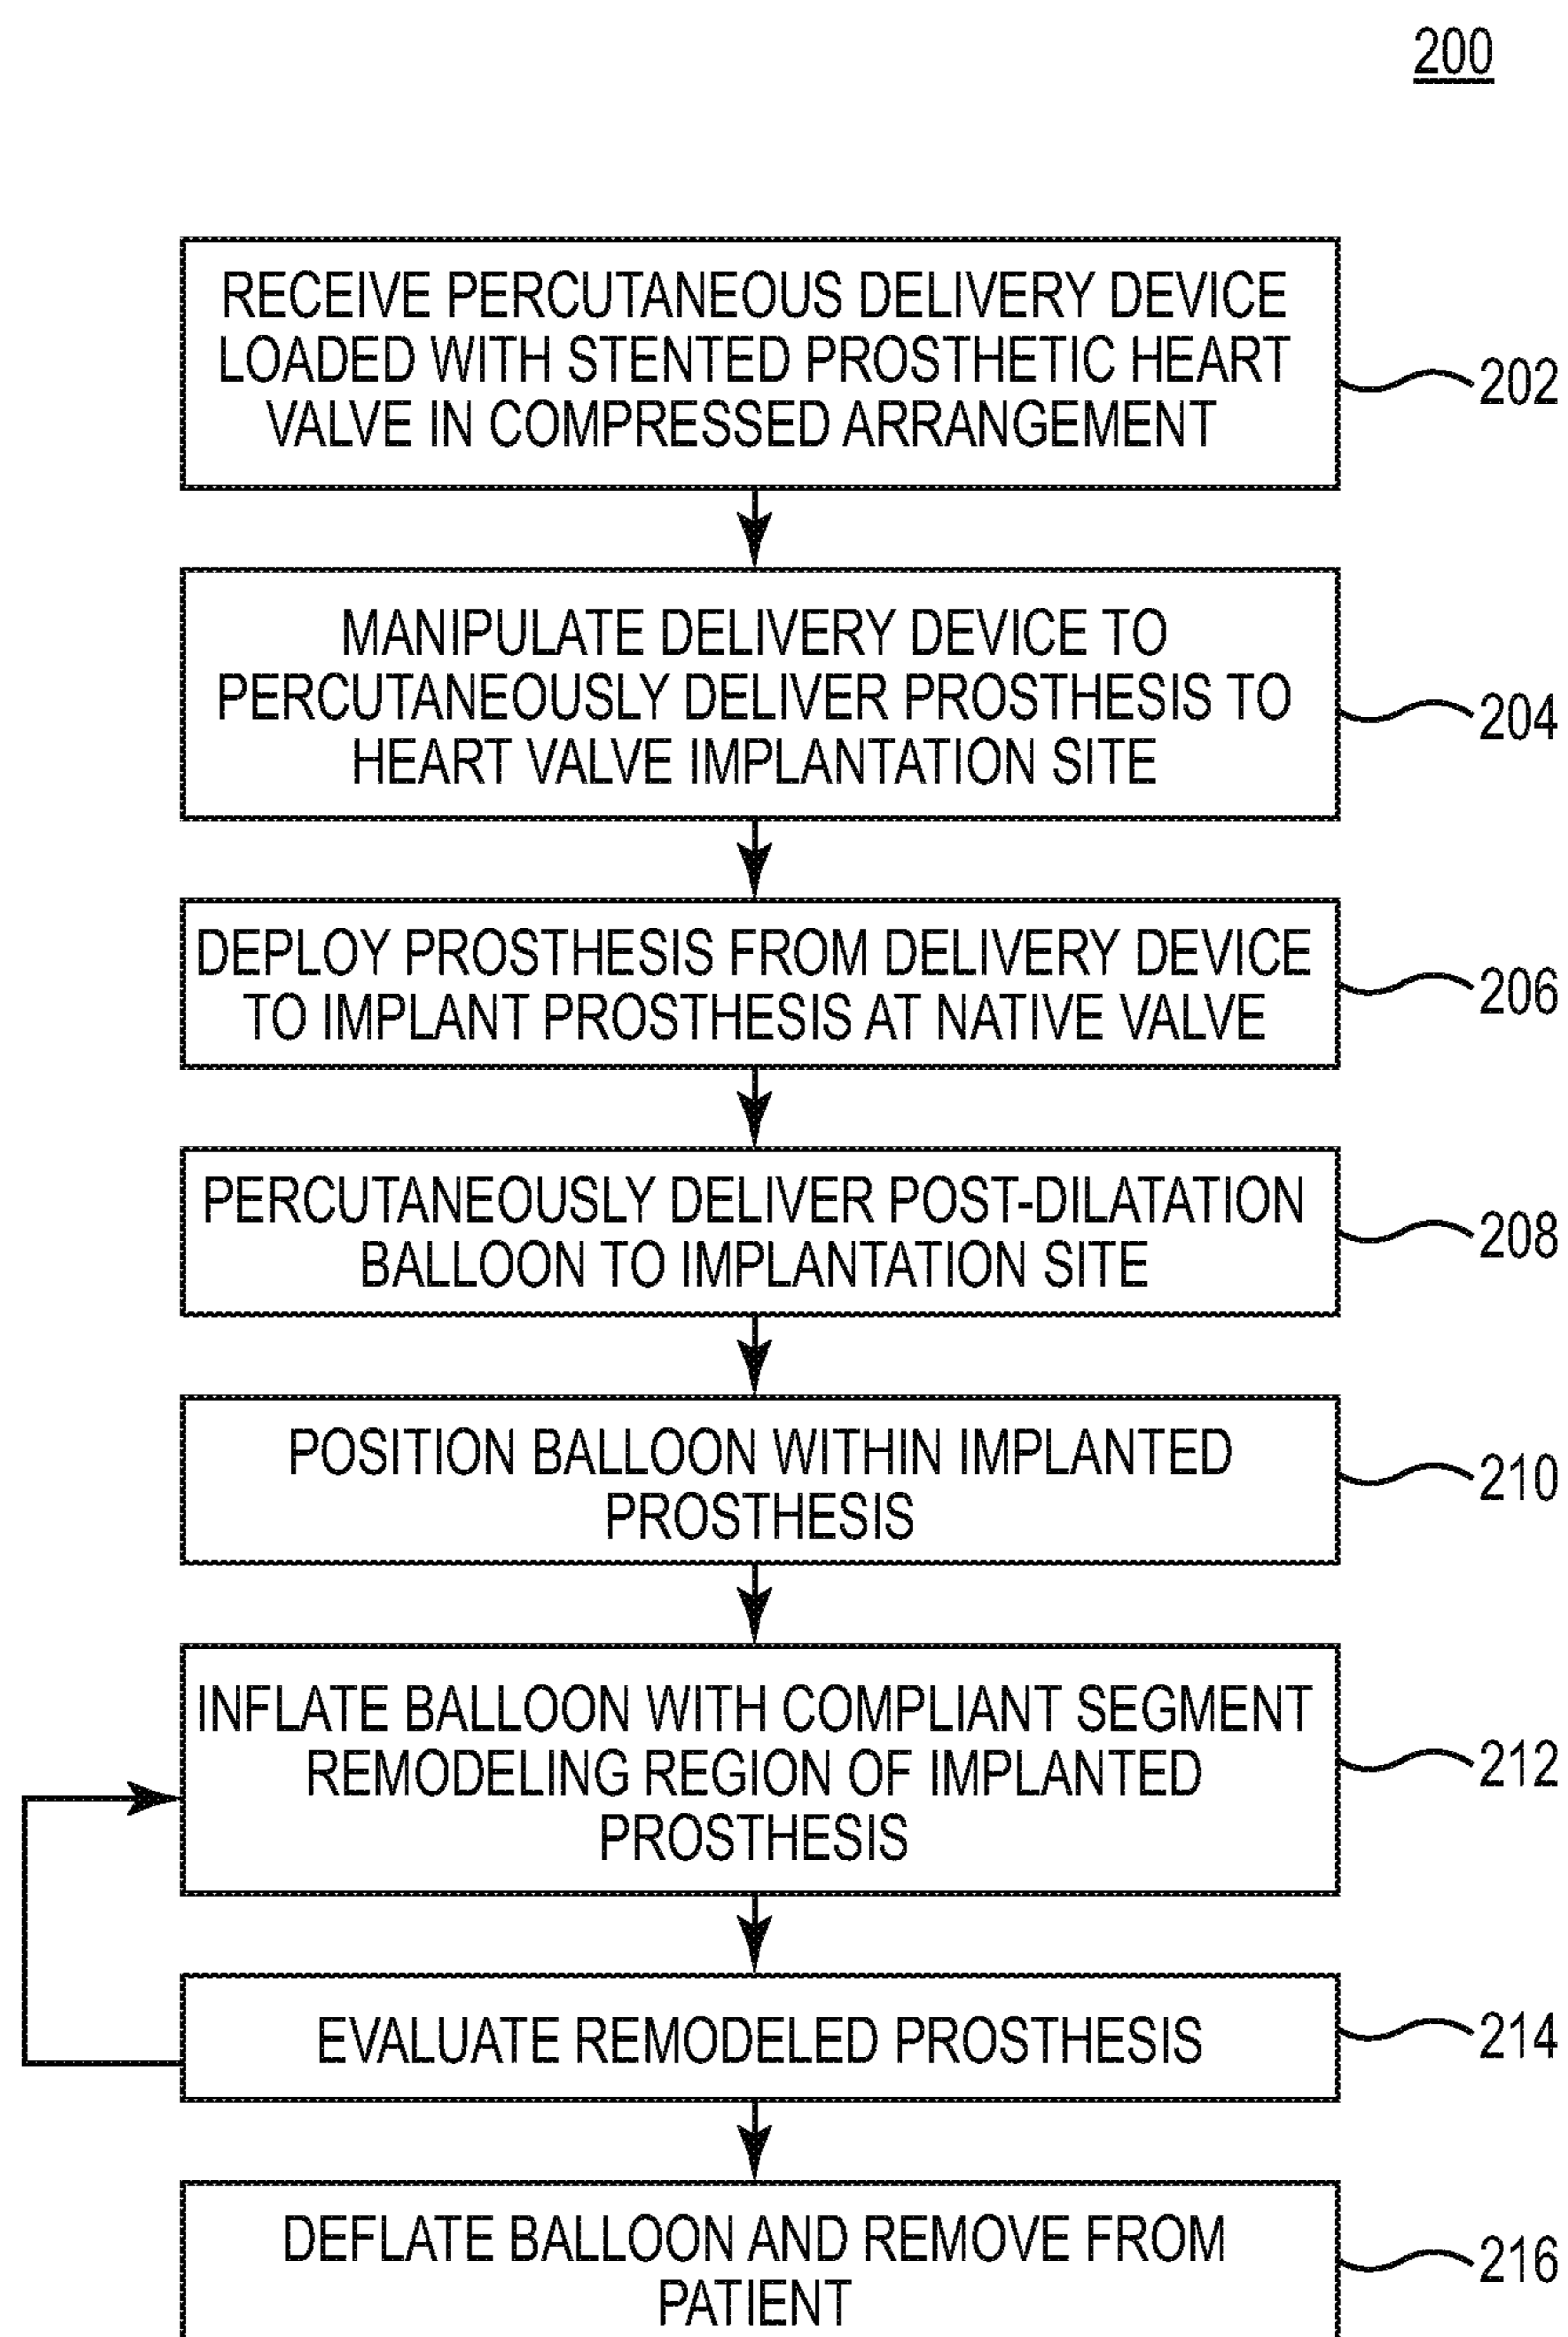 200
RECEIVE PERCUTANEOUS DELIVERY DEVICE
LOADED WITH STENTED PROSTHETIC HEART
VALVE IN COMPRESSED ARRANGEMENT
202
MANIPULATE DELIVERY DEVICE TO
PERCUTANEOUSLY DELIVER PROSTHESIS TO
HEART VALVE IMPLANTATION SITE
204
DEPLOY PROSTHESIS FROM DELIVERY DEVICE
TO IMPLANT PROSTHESIS AT NATIVE VALVE
206
PERCUTANEOUSLY DELIVER POST-DILATATION
BALLOON TO IMPLANTATION SITE
208
POSITION BALLOON WITHIN IMPLANTED
PROSTHESIS
210
INFLATE BALLOON WITH COMPLIANT SEGMENT
REMODELING REGION OF IMPLANTED
PROSTHESIS
212
EVALUATE REMODELED PROSTHESIS
214
DEFLATE BALLOON AND REMOVE FROM
PATIENT
216